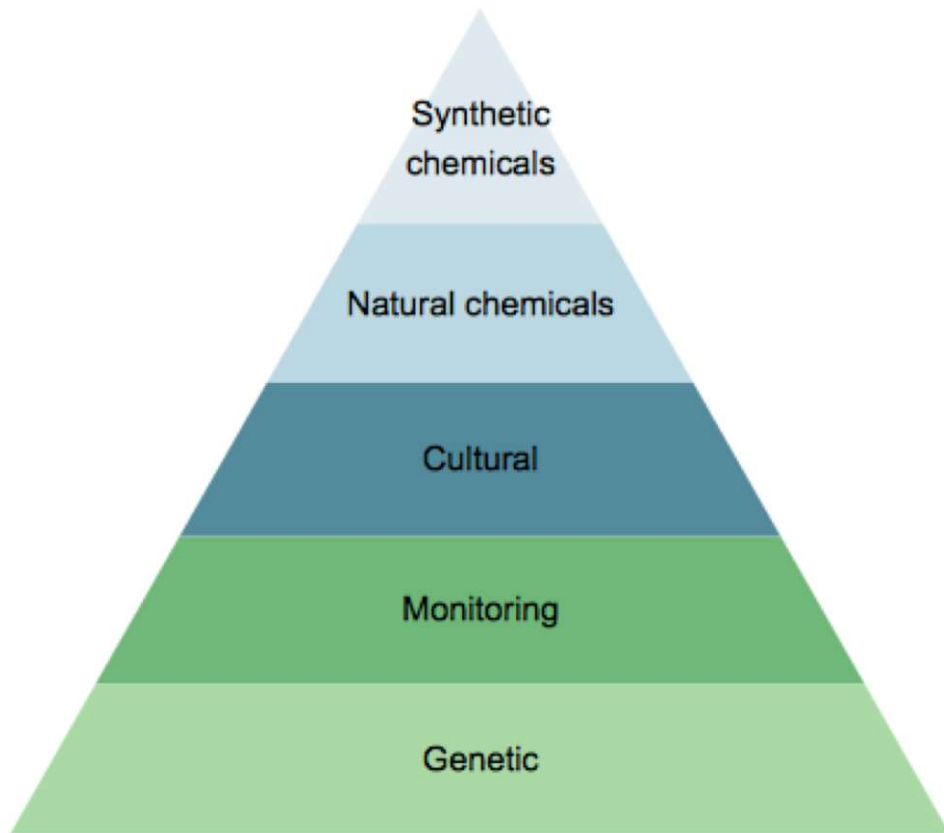 Synthetic
chemicals
Natural chemicals
Cultural
Monitoring
Genetic